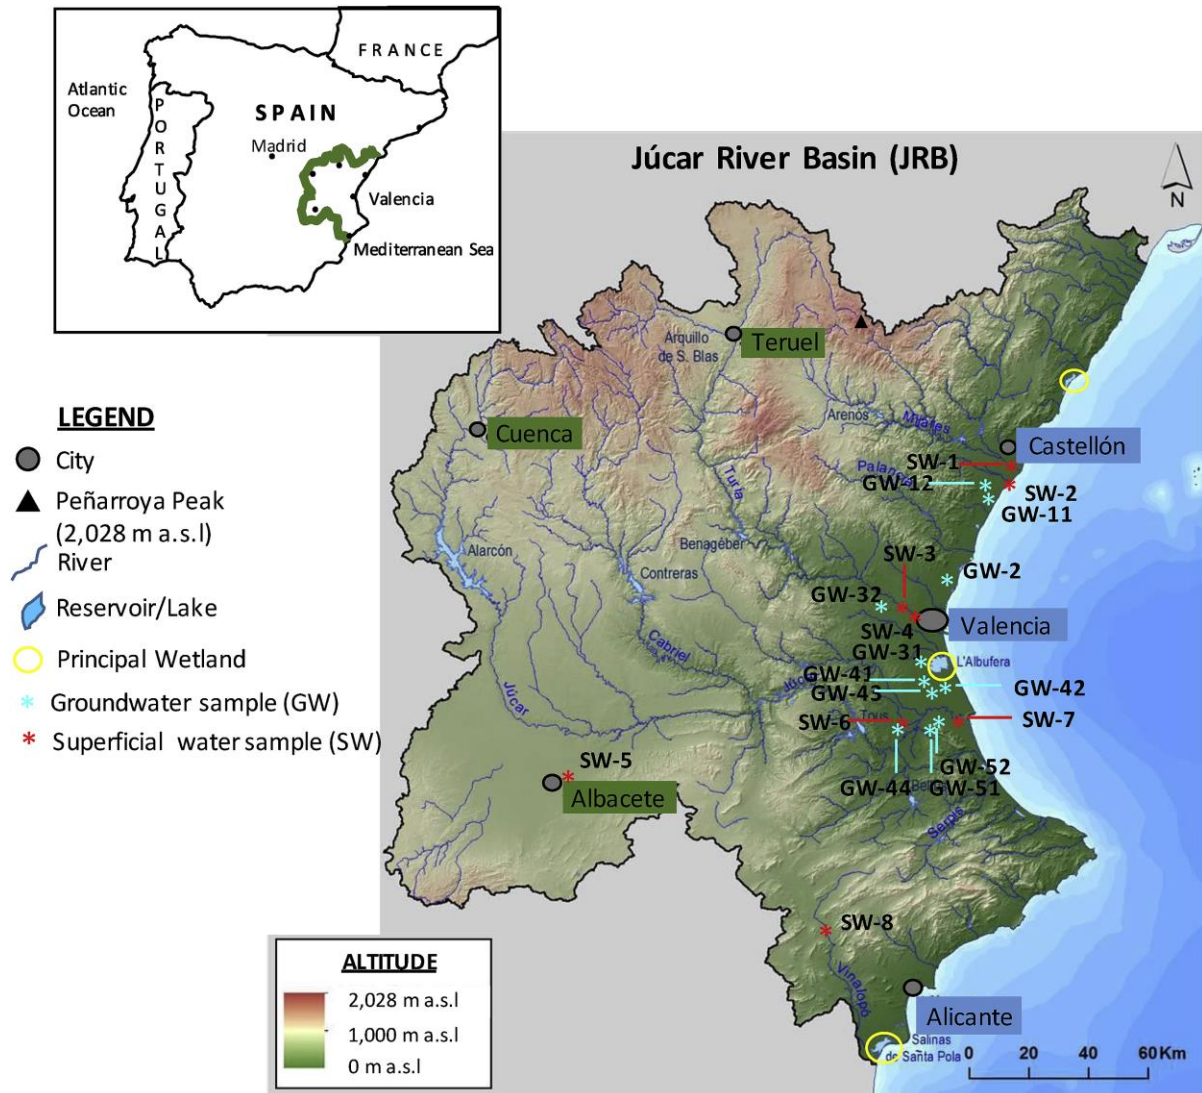 FRANCE
Atlantic
Ocean
PORTUGAL
SPAIN
Madrid
Valencia
Mediterranean Sea
Júcar River Basin (JRB)
N
LEGEND
City
Peñarroya Peak
(2,028 m a.s.l)
River
Reservoir/Lake
Principal Wetland
Groundwater sample (GW)
Superficial water sample (SW)
Arquillo
de S. Blas
Teruel
Cuenca
Arenós
Mijares
Castellón
SW-1
Palancia
GW-12
SW-2
GW-11
Turia
Alarcón
Benagéber
Contreras
SW-3
GW-2
GW-32
Valencia
SW-4
GW-31
L'Albufera
Cabriel
GW-41
Júcar
GW-43
GW-42
Júcar
Tous
SW-6
SW-7
SW-5
Albacete
GW-52
GW-44
GW-51
Serpis
SW-8
Vinalopó
Alicante
Salinas
de Santa Pola
ALTITUDE
2,028 m a.s.l
1,000 m a.s.l
0 m a.s.l
0 20 40 60 Km